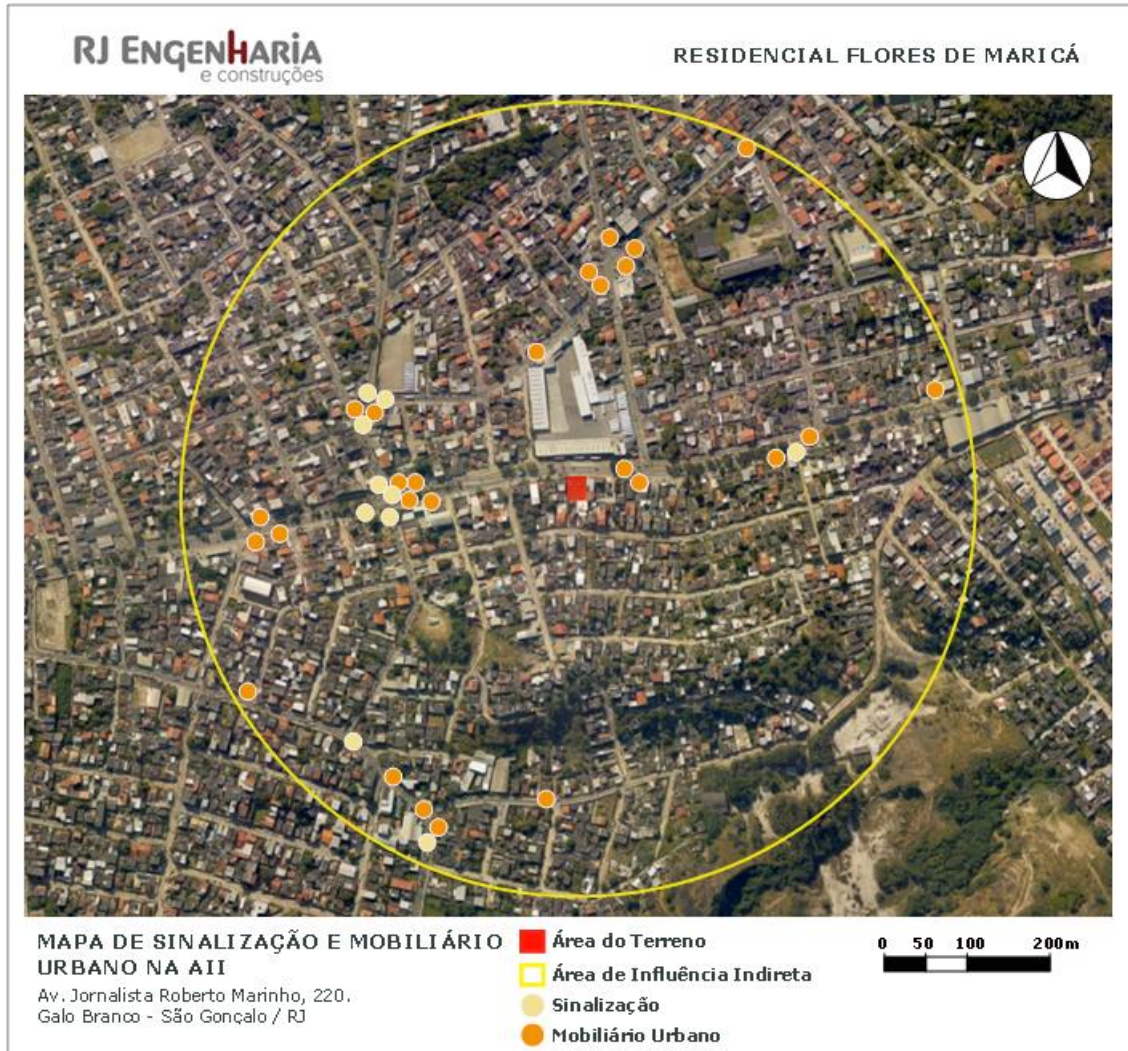 RJ ENGENHARIA
e construções
RESIDENCIAL FLORES DE MARICÁ
MAPA DE SINALIZAÇÃO E MOBILIÁRIO
URBANO NA AII
Av. Jornalista Roberto Marinho, 220.
Galo Branco - São Gonçalo / RJ
Área do Terreno
Área de Influência Indireta
Sinalização
Mobiliário Urbano
0 50 100 200m